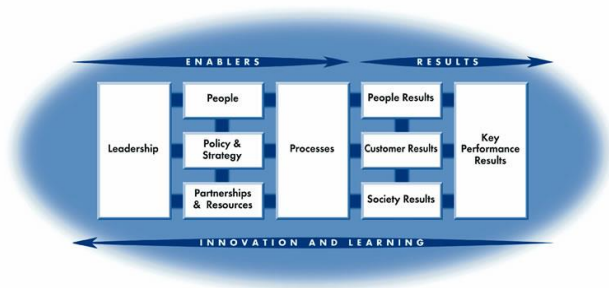 ENABLERS
RESULTS
Leadership
People
Policy &
Strategy
Partnerships
& Resources
Processes
People Results
Customer Results
Society Results
Key
Performance
Results
INNOVATION AND LEARNING